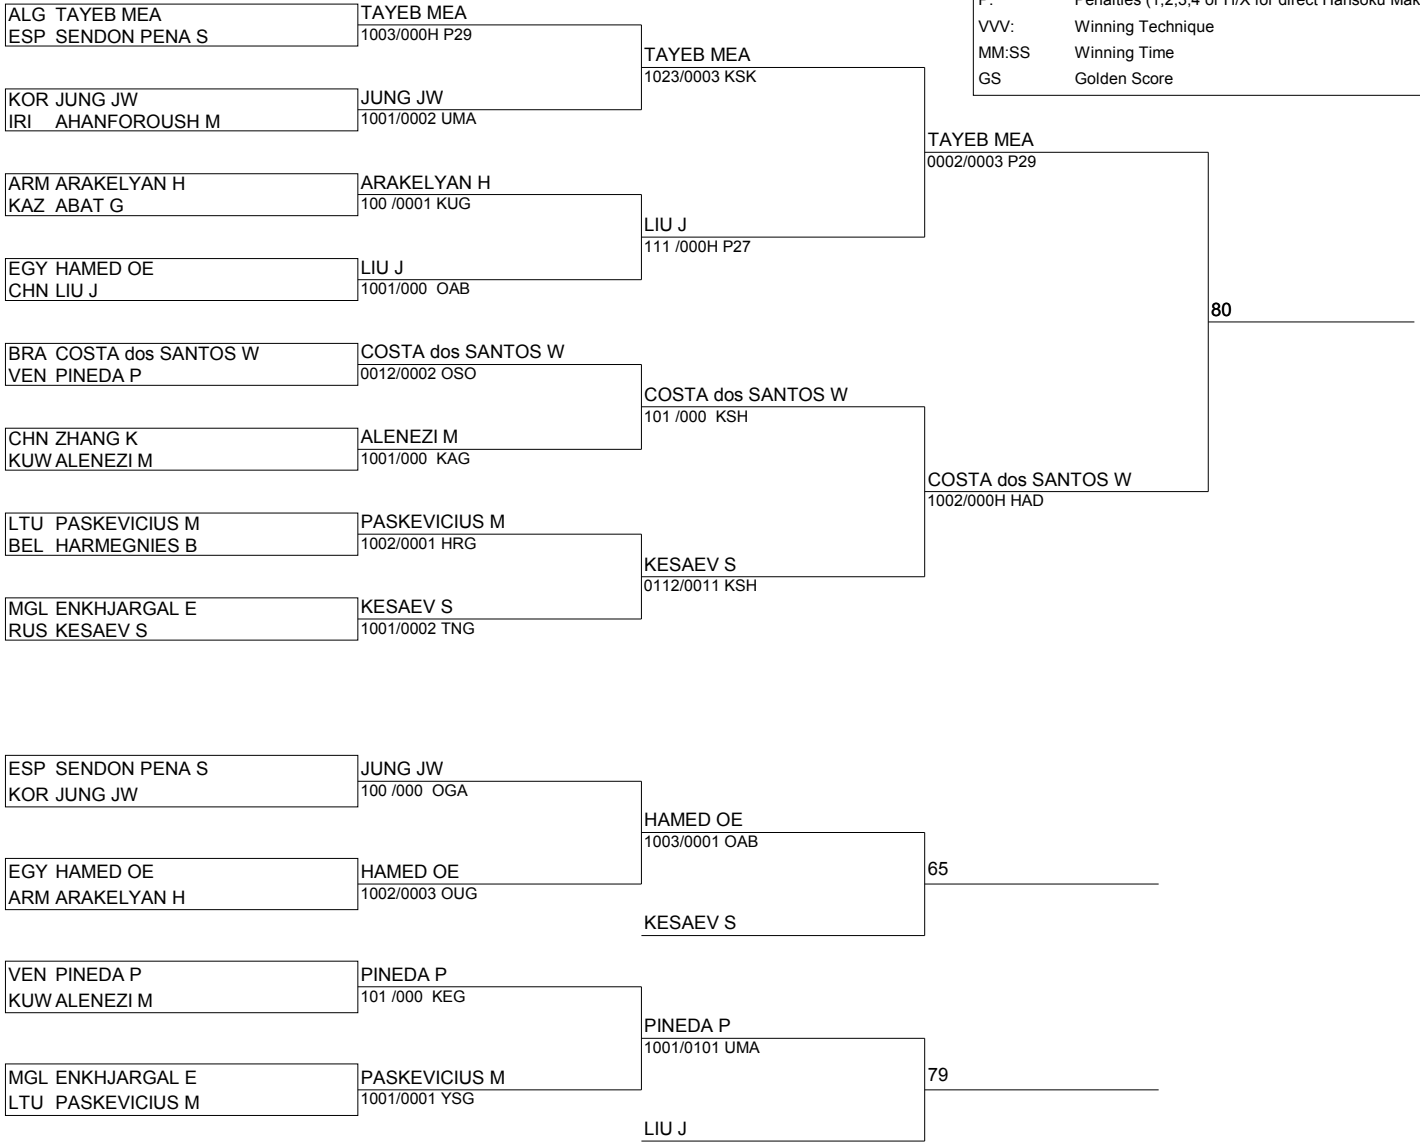 P: Penalties (1,2,3,4 or H/X for direct Hansoku Mak
VVV: Winning Technique
MM:SS Winning Time
GS Golden Score
ALG TAYEB MEA
ESP SENDON PENA S
TAYEB MEA
1003/000H P29
TAYEB MEA
1023/0003 KSK
KOR JUNG JW
IRI AHANFOROUSH M
JUNG JW
1001/0002 UMA
TAYEB MEA
0002/0003 P29
ARM ARAKELYAN H
KAZ ABAT G
ARAKELYAN H
100 /0001 KUG
LIU J
111 /000H P27
EGY HAMED OE
CHN LIU J
LIU J
1001/000 OAB
80
BRA COSTA dos SANTOS W
VEN PINEDA P
COSTA dos SANTOS W
0012/0002 OSO
COSTA dos SANTOS W
101 /000 KSH
CHN ZHANG K
KUW ALENEZI M
ALENEZI M
1001/000 KAG
COSTA dos SANTOS W
1002/000H HAD
LTU PASKEVICIUS M
BEL HARMEGNIES B
PASKEVICIUS M
1002/0001 HRG
KESAEV S
0112/0011 KSH
MGL ENKHJARGAL E
RUS KESAEV S
KESAEV S
1001/0002 TNG
ESP SENDON PENA S
KOR JUNG JW
JUNG JW
100 /000 OGA
HAMED OE
1003/0001 OAB
EGY HAMED OE
ARM ARAKELYAN H
HAMED OE
1002/0003 OUG
65
KESAEV S
VEN PINEDA P
KUW ALENEZI M
PINEDA P
101 /000 KEG
PINEDA P
1001/0101 UMA
MGL ENKHJARGAL E
LTU PASKEVICIUS M
PASKEVICIUS M
1001/0001 YSG
79
LIU J